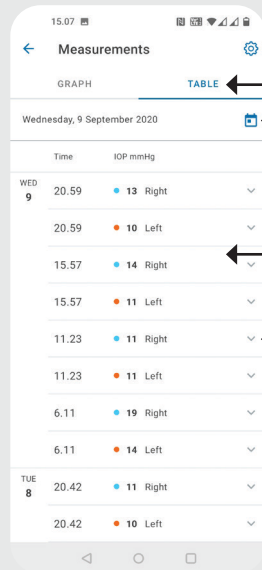 15.07
Measurements
GRAPH TABLE
Wednesday, 9 September 2020
Time IOP mmHg
WED
9
20.59 13 Right
20.59 10 Left
15.57 14 Right
15.57 11 Left
11.23 11 Right
11.23 11 Left
6.11 19 Right
6.11 14 Left
TUE
8
20.42 11 Right
20.42 10 Left